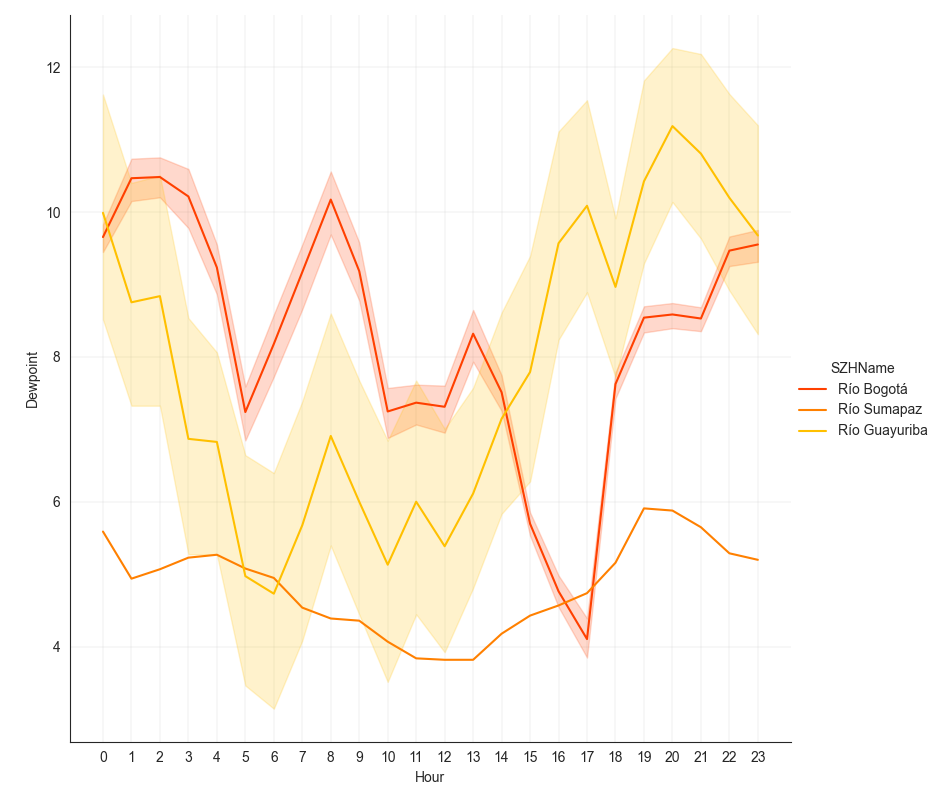 12
10
8
6
4
Dewpoint
0 1 2 3 4 5 6 7 8 9 10 11 12 13 14 15 16 17 18 19 20 21 22 23
Hour
SZHName
Río Bogotá
Río Sumapaz
Río Guayuriba